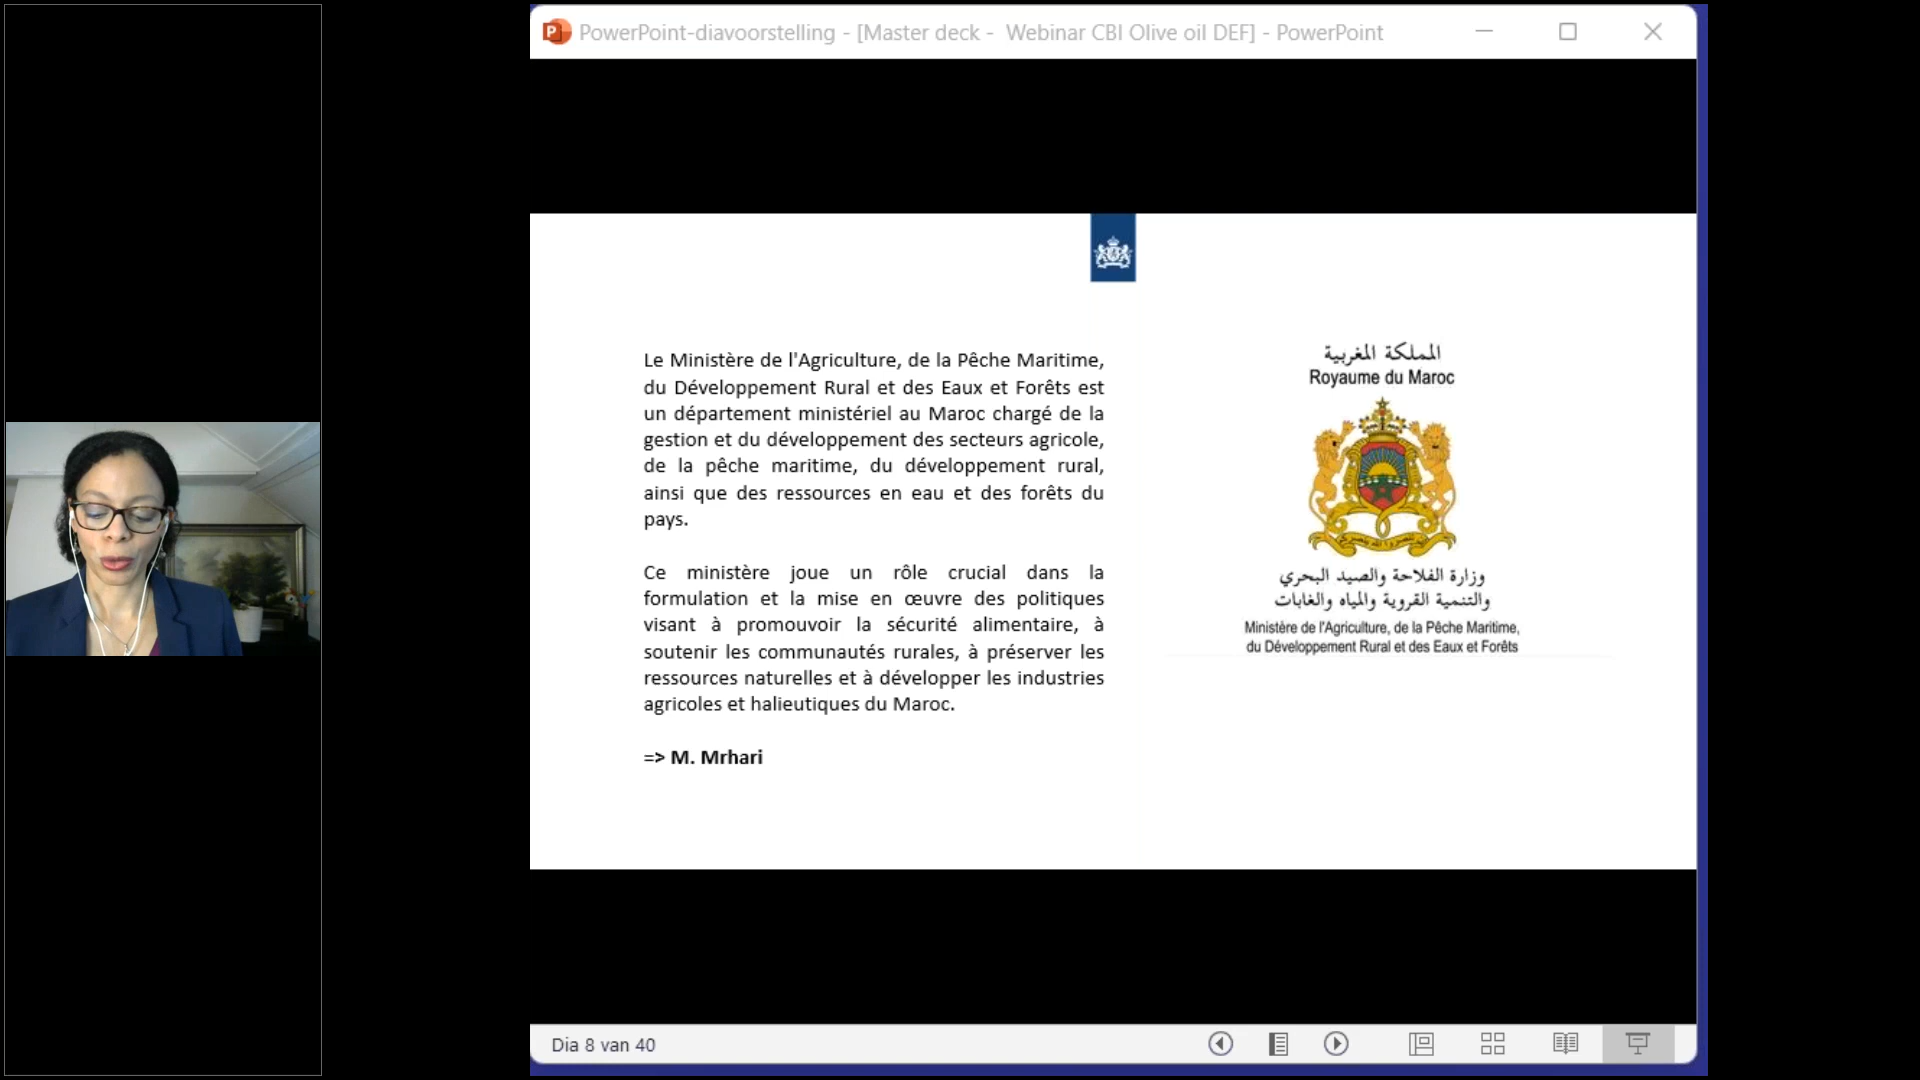 PowerPoint-diavoorstelling - [Master deck -  Webinar CBI Olive oil DEF] - PowerPoint
Le Ministère de l'Agriculture, de la Pêche Maritime,
du Développement Rural et des Eaux et Forêts est
un département ministériel au Maroc chargé de la
gestion et du développement des secteurs agricole,
de la pêche maritime, du développement rural,
ainsi que des ressources en eau et des forêts du
pays.
Ce ministère joue un rôle crucial dans la
formulation et la mise en œuvre des politiques
visant à promouvoir la sécurité alimentaire, à
soutenir les communautés rurales, à préserver les
ressources naturelles et à développer les industries
agricoles et halieutiques du Maroc.
=> M. Mrhari
المملكة المغربية
Royaume du Maroc
وزارة الفلاحة والصيد البحري
والتنمية القروية والمياه والغابات
Ministère de l'Agriculture, de la Pêche Maritime,
du Développement Rural et des Eaux et Forêts
Dia 8 van 40